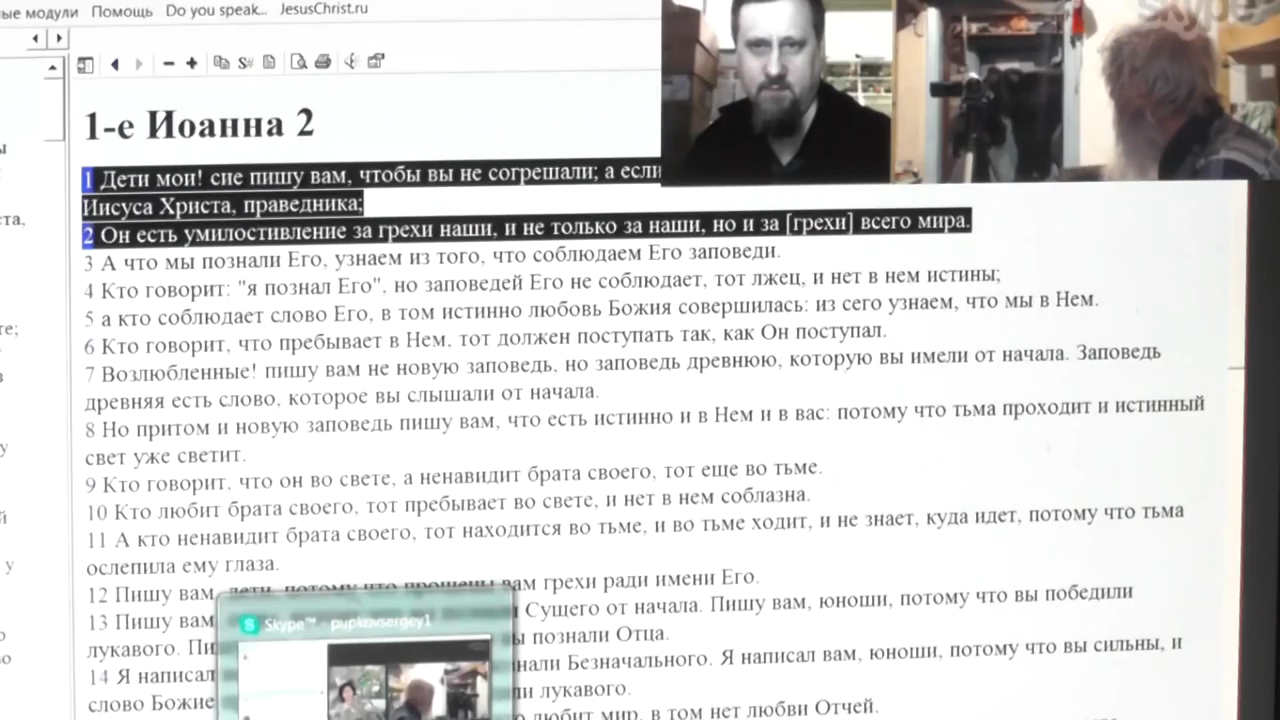 ые модули Помощь Do you speak... JesusChrist.ru
skype
1-е Иоанна 2
1 Дети мои! сие пишу вам, чтобы вы не согрешали; а если
Иисуса Христа, праведника;
2 Он есть умилостивление за грехи наши, и не только за наши, но и за [грехи] всего мира.
3 А что мы познали Его, узнаем из того, что соблюдаем Его заповеди.
4 Кто говорит: "я познал Его", но заповедей Его не соблюдает, тот лжец, и нет в нем истины;
5 а кто соблюдает слово Его, в том истинно любовь Божия совершилась: из сего узнаем, что мы в Нем.
6 Кто говорит, что пребывает в Нем, тот должен поступать так, как Он поступал.
7 Возлюбленные! пишу вам не новую заповедь, но заповедь древнюю, которую вы имели от начала. Заповедь
древняя есть слово, которое вы слышали от начала.
8 Но притом и новую заповедь пишу вам, что есть истинно и в Нем и в вас: потому что тьма проходит и истинный
свет уже светит.
9 Кто говорит, что он во свете, а ненавидит брата своего, тот еще во тьме.
10 Кто любит брата своего, тот пребывает во свете, и нет в нем соблазна.
11 А кто ненавидит брата своего, тот находится во тьме, и во тьме ходит, и не знает, куда идет, потому что тьма
ослепила ему глаза.
12 Пишу вам, дети, потому что прощены вам грехи ради имени Его.
13 Пишу вам Сущего от начала. Пишу вам, юноши, потому что вы победили
лукавого. Пи ы познали Отца.
14 Я написал нали Безначального. Я написал вам, юноши, потому что вы сильны, и
слово Божие ли лукавого.
о любит мир, в том нет любви Отчей.
Skype™ - pupkovsergey1